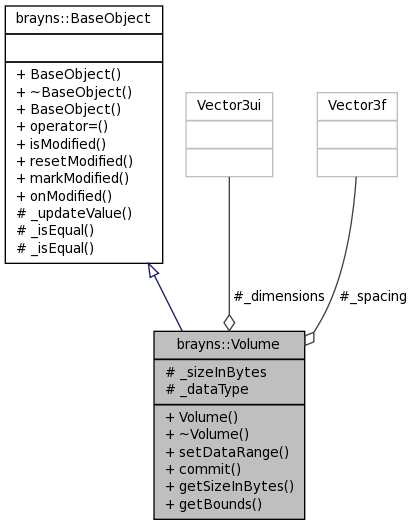 brayns::BaseObject
+ BaseObject()
+ ~BaseObject()
+ BaseObject()
+ operator=()
+ isModified()
+ resetModified()
+ markModified()
+ onModified()
# _updateValue()
# _isEqual()
# _isEqual()
Vector3ui
Vector3f
#_dimensions
#_spacing
brayns::Volume
# _sizeInBytes
# _dataType
+ Volume()
+ ~Volume()
+ setDataRange()
+ commit()
+ getSizeInBytes()
+ getBounds()